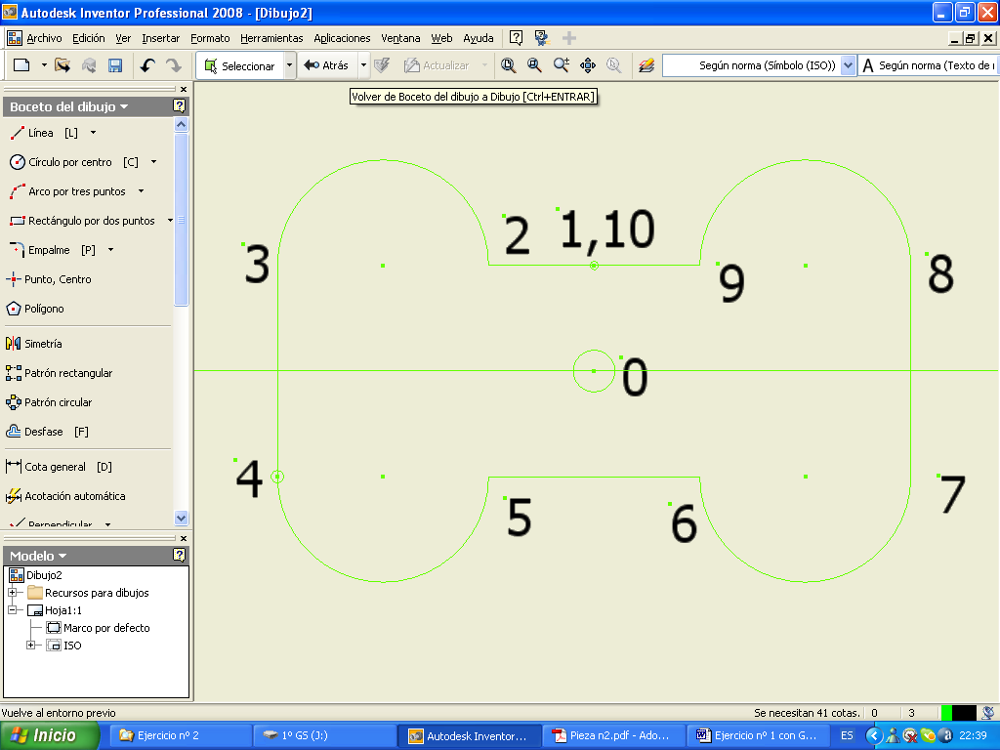 Autodesk Inventor Professional 2008 - [Dibujo2]
Archivo Edición Ver Insertar Formato Herramientas Aplicaciones Ventana Web Ayuda
Seleccionar Atrás Actualizar Según norma (Símbolo (ISO)) A Según norma (Texto de
Volver de Boceto del dibujo a Dibujo [Ctrl+ENTRAR]
Boceto del dibujo
Línea [L]
Círculo por centro [C]
Arco por tres puntos
Rectángulo por dos puntos
Empalme [P]
Punto, Centro
Polígono
Simetría
Patrón rectangular
Patrón circular
Desfase [F]
Cota general [D]
Acotación automática
Perpendicular
2 1,10
3 9 8
0
4 5 6 7
Modelo
Dibujo2
Recursos para dibujos
Hoja1:1
Marco por defecto
ISO
Vuelve al entorno previo Se necesitan 41 cotas. 0 3
Inicio Ejercicio nº 2 1º GS (J:) Autodesk Inventor... Pieza n2.pdf - Ado... Ejercicio nº 1 con G... ES 22:39